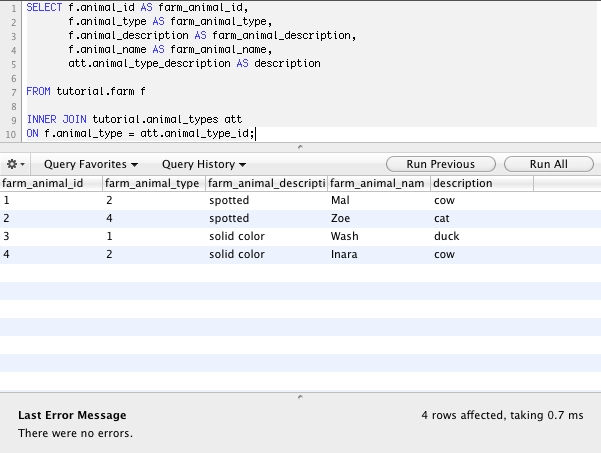 1 SELECT f.animal_id AS farm_animal_id,
2 f.animal_type AS farm_animal_type,
3 f.animal_description AS farm_animal_description,
4 f.animal_name AS farm_animal_name,
5 att.animal_type_description AS description
6
7 FROM tutorial.farm f
8
9 INNER JOIN tutorial.animal_types att
10 ON f.animal_type = att.animal_type_id;
Query Favorites Query History Run Previous Run All
farm_animal_id farm_animal_type farm_animal_descripti farm_animal_nam description
1 2 spotted Mal cow
2 4 spotted Zoe cat
3 1 solid color Wash duck
4 2 solid color Inara cow
Last Error Message 4 rows affected, taking 0.7 ms
There were no errors.